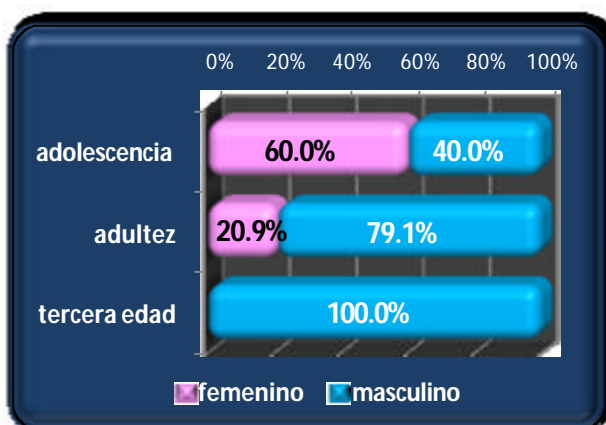 0% 20% 40% 60% 80% 100%
adolescencia 60.0% 40.0%
adultez 20.9% 79.1%
tercera edad 100.0%
femenino masculino